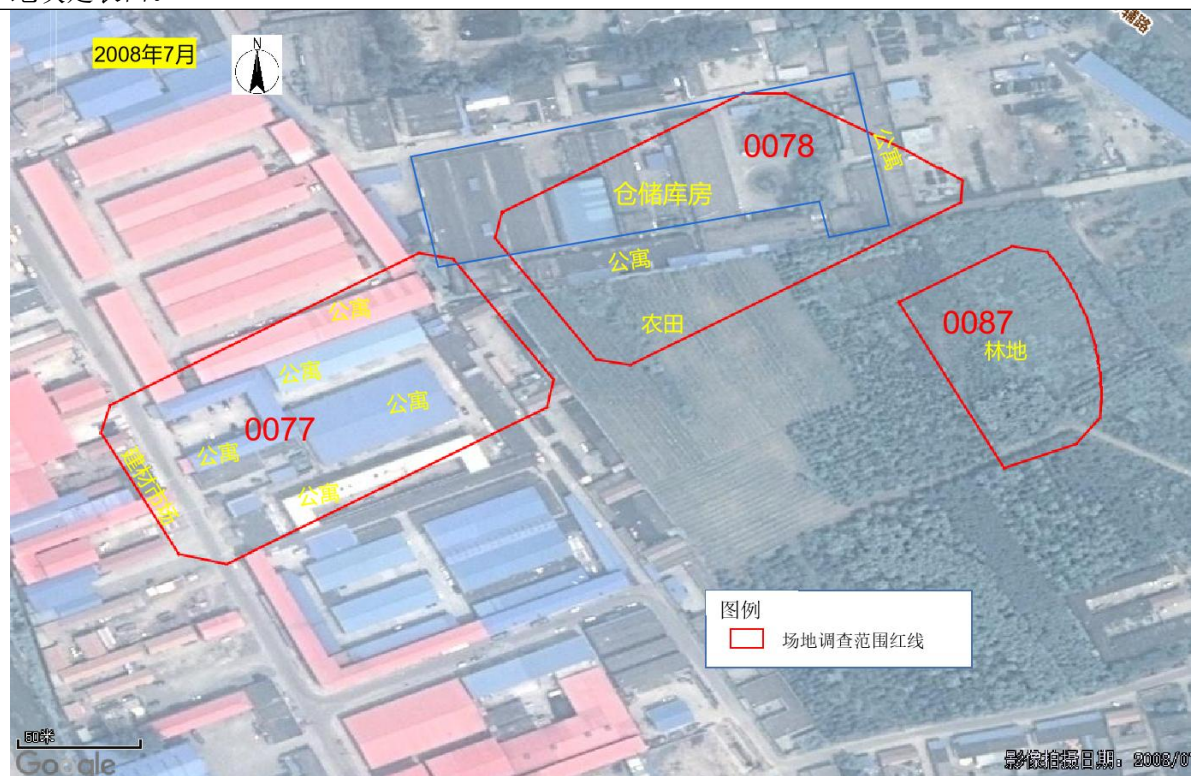 2008年7月
N
辅路
0078
公寓
仓储库房
公寓
农田
0087
林地
公寓
公寓
公寓
0077
公寓
公寓
建材市场
图例
场地调查范围红线
50米
Google
影像拍摄日期：2008/0